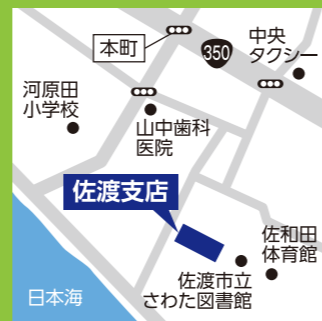 本町
350
中央
タクシー
河原田
小学校
山中歯科
医院
佐渡支店
佐和田
体育館
佐渡市立
さわた図書館
日本海